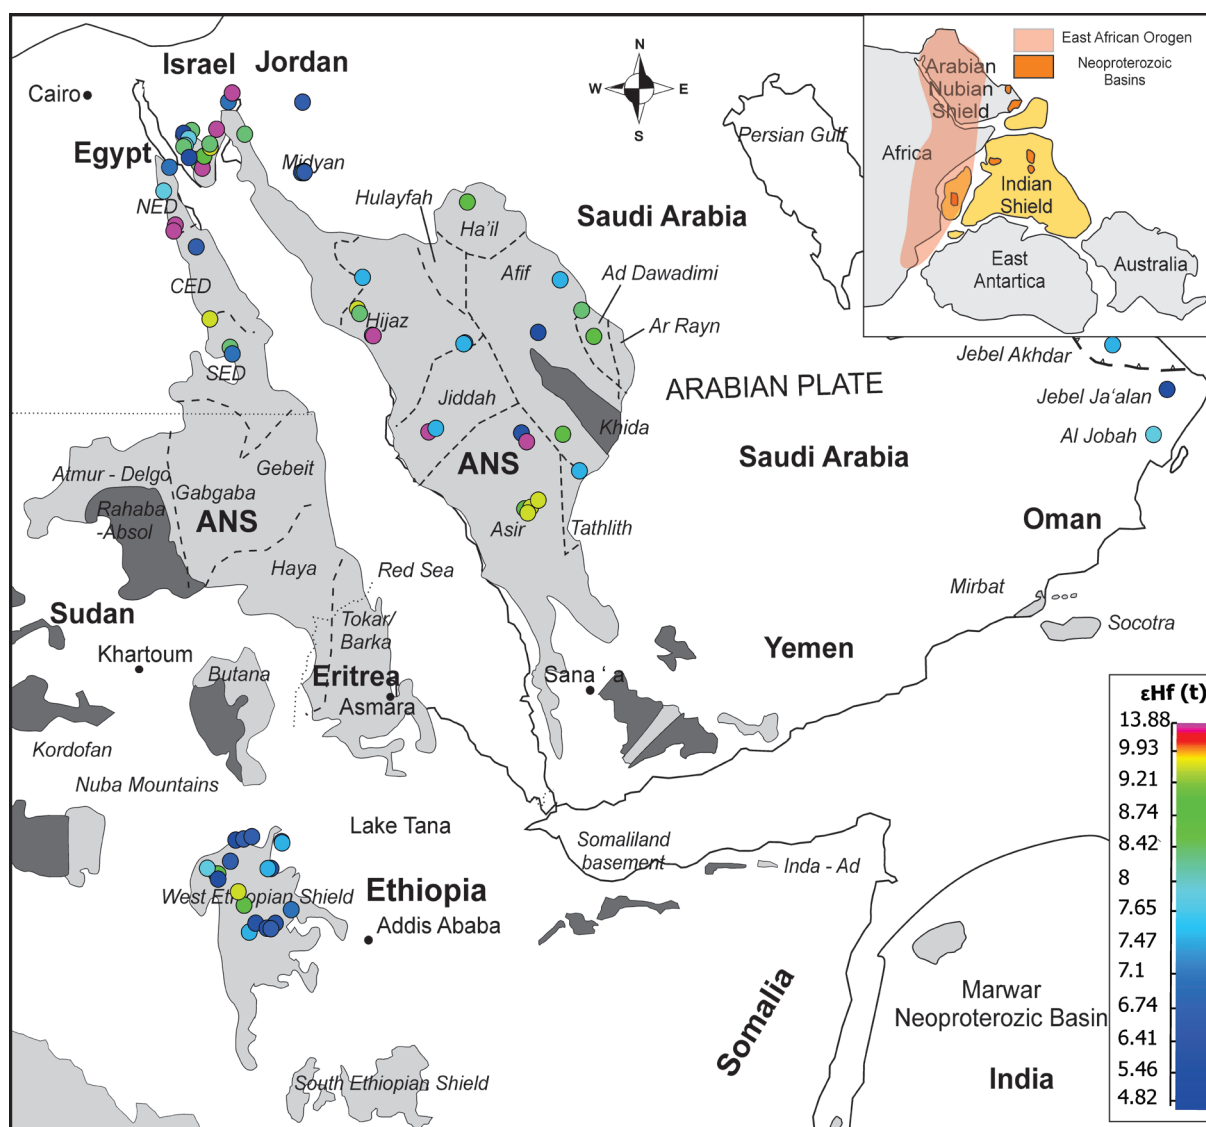 Israel
Jordan
Cairo
Egypt
Midyan
NED
CED
SED
N
W
E
S
Persian Gulf
Hulayfah
Ha'il
Saudi Arabia
Afif
Ad Dawadimi
Ar Rayn
Hijaz
Jiddah
Khida
ANS
Asir
Tathlith
ARABIAN PLATE
Saudi Arabia
East African Orogen
Neoproterozoic
Basins
Arabian
Nubian
Shield
Africa
Indian
Shield
East
Antartica
Australia
Jebel Akhdar
Jebel Ja'alan
Al Jobah
Oman
Mirbat
Socotra
Yemen
Atmur - Delgo
Gebeit
Gabgaba
Rahaba
-Absol
ANS
Haya
Red Sea
Tokar/
Barka
Sudan
Khartoum
Butana
Eritrea
Asmara
Sana 'a
Kordofan
Nuba Mountains
Lake Tana
Somaliland
basement
Inda - Ad
West Ethiopian Shield
Ethiopia
Addis Ababa
South Ethiopian Shield
Somalia
Marwar
Neoproterozic Basin
India
εHf (t)
13.88
9.93
9.21
8.74
8.42
8
7.65
7.47
7.1
6.74
6.41
5.46
4.82